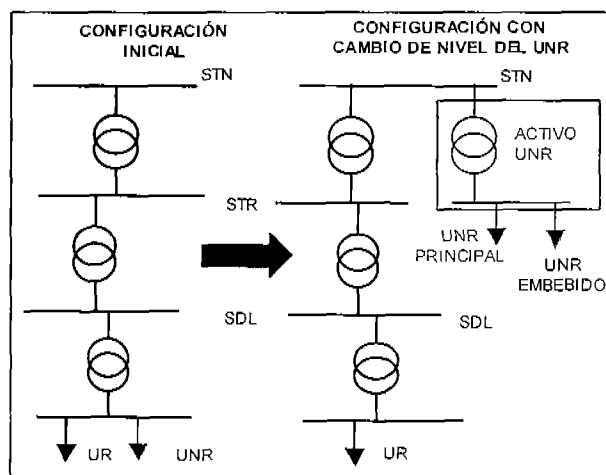 CONFIGURACIÓN
INICIAL
CONFIGURACIÓN CON
CAMBIO DE NIVEL DEL UNR
STN
STN
ACTIVO
UNR
STR
UNR
PRINCIPAL
UNR
EMBEBIDO
SDL
SDL
UR
UNR
UR